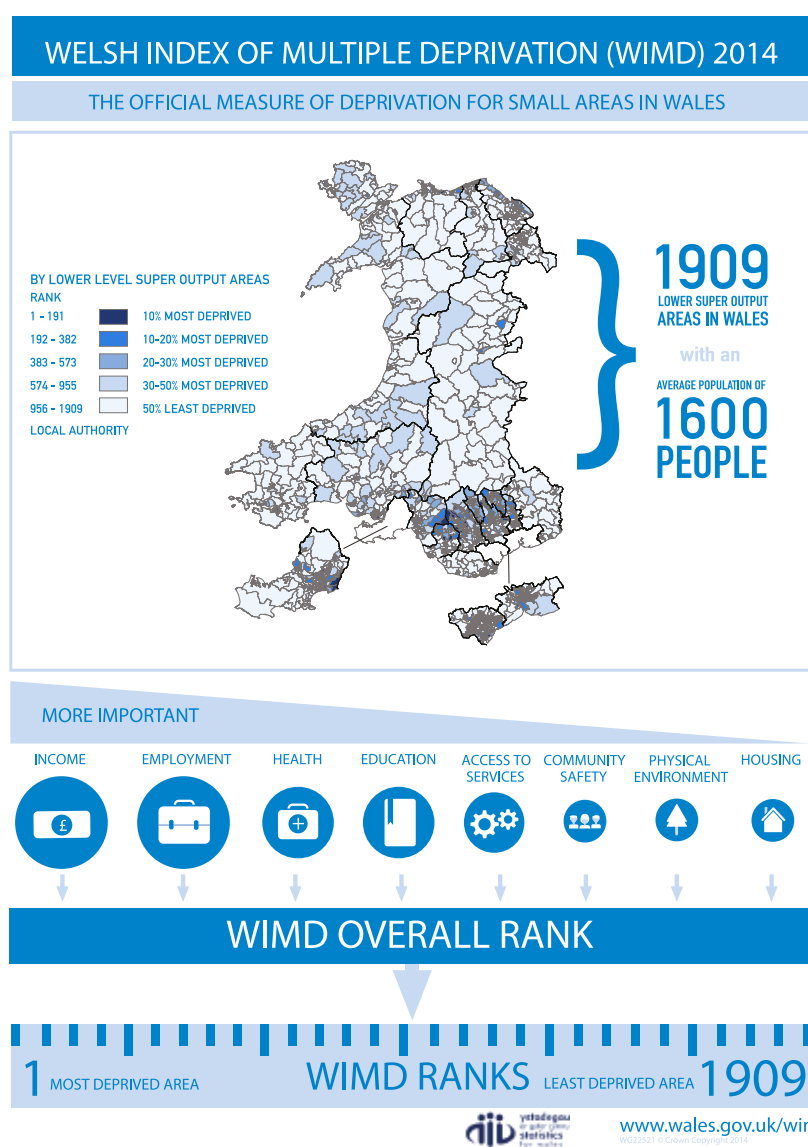 WELSH INDEX OF MULTIPLE DEPRIVATION (WIMD) 2014
THE OFFICIAL MEASURE OF DEPRIVATION FOR SMALL AREAS IN WALES
BY LOWER LEVEL SUPER OUTPUT AREAS
RANK
1 - 191 10% MOST DEPRIVED
192 - 382 10-20% MOST DEPRIVED
383 - 573 20-30% MOST DEPRIVED
574 - 955 30-50% MOST DEPRIVED
956 - 1909 50% LEAST DEPRIVED
LOCAL AUTHORITY
1909
LOWER SUPER OUTPUT
AREAS IN WALES
with an
AVERAGE POPULATION OF
1600
PEOPLE
MORE IMPORTANT
INCOME
EMPLOYMENT
HEALTH
EDUCATION
ACCESS TO
SERVICES
COMMUNITY
SAFETY
PHYSICAL
ENVIRONMENT
HOUSING
£
WIMD OVERALL RANK
1 MOST DEPRIVED AREA
WIMD RANKS
LEAST DEPRIVED AREA 1909
ystadegau
ar gyfer cymru
statistics
for wales
www.wales.gov.uk/wi
WG22521 © Crown Copyright 2014